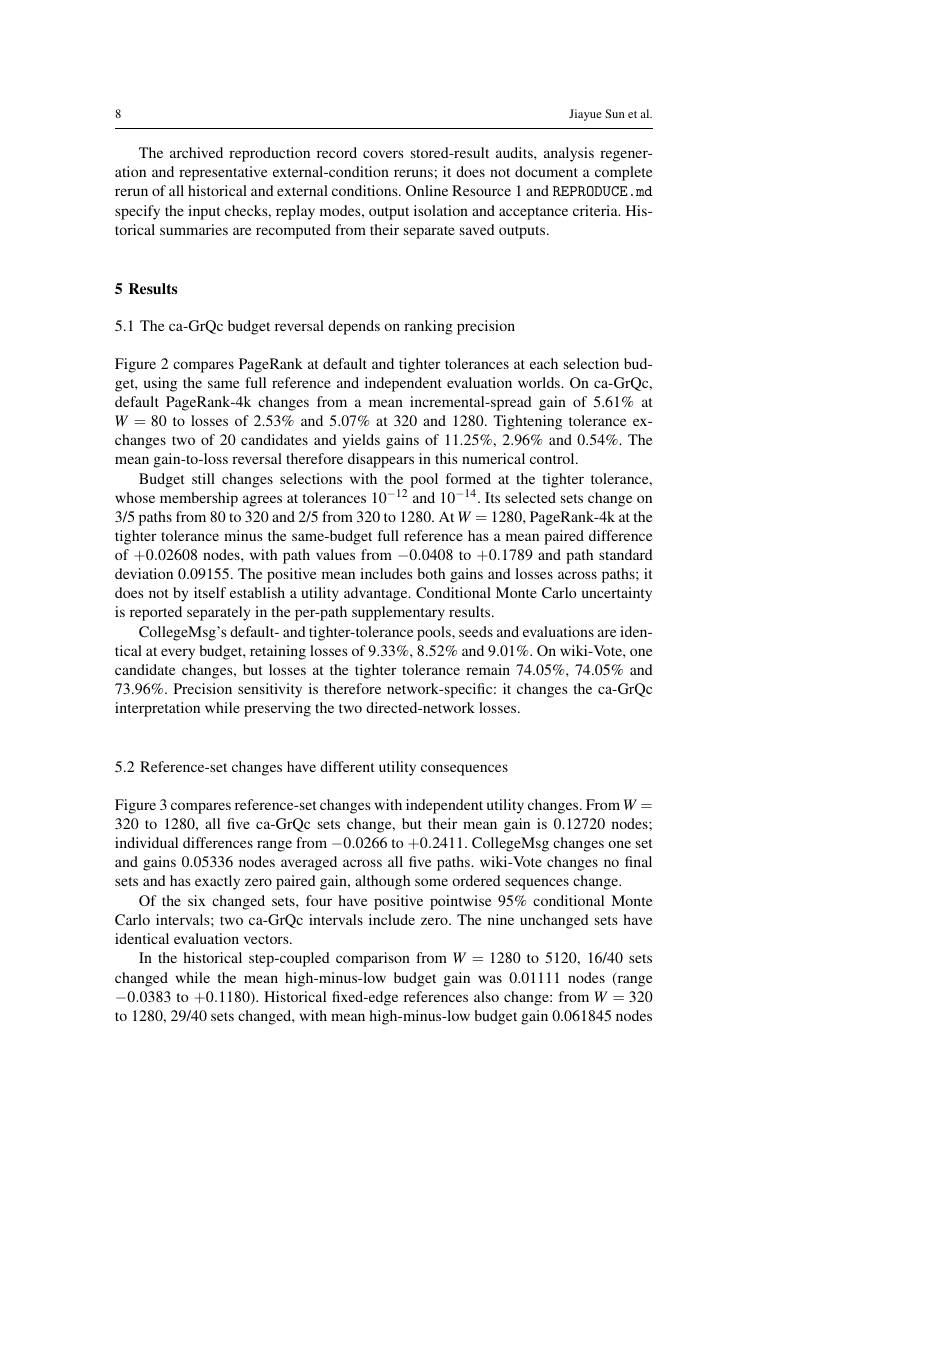 8
Jiayue Sun et al.
The archived reproduction record covers stored-result audits, analysis regener-
ation and representative external-condition reruns; it does not document a complete
rerun of all historical and external conditions. Online Resource 1 and REPRODUCE.md
specify the input checks, replay modes, output isolation and acceptance criteria. His-
torical summaries are recomputed from their separate saved outputs.
5 Results
5.1 The ca-GrQc budget reversal depends on ranking precision
Figure 2 compares PageRank at default and tighter tolerances at each selection bud-
get, using the same full reference and independent evaluation worlds. On ca-GrQc,
default PageRank-4k changes from a mean incremental-spread gain of 5.61% at
W = 80 to losses of 2.53% and 5.07% at 320 and 1280. Tightening tolerance ex-
changes two of 20 candidates and yields gains of 11.25%, 2.96% and 0.54%. The
mean gain-to-loss reversal therefore disappears in this numerical control.
Budget still changes selections with the pool formed at the tighter tolerance,
whose membership agrees at tolerances 10⁻¹² and 10⁻¹⁴. Its selected sets change on
3/5 paths from 80 to 320 and 2/5 from 320 to 1280. At W = 1280, PageRank-4k at the
tighter tolerance minus the same-budget full reference has a mean paired difference
of +0.02608 nodes, with path values from −0.0408 to +0.1789 and path standard
deviation 0.09155. The positive mean includes both gains and losses across paths; it
does not by itself establish a utility advantage. Conditional Monte Carlo uncertainty
is reported separately in the per-path supplementary results.
CollegeMsg's default- and tighter-tolerance pools, seeds and evaluations are iden-
tical at every budget, retaining losses of 9.33%, 8.52% and 9.01%. On wiki-Vote, one
candidate changes, but losses at the tighter tolerance remain 74.05%, 74.05% and
73.96%. Precision sensitivity is therefore network-specific: it changes the ca-GrQc
interpretation while preserving the two directed-network losses.
5.2 Reference-set changes have different utility consequences
Figure 3 compares reference-set changes with independent utility changes. From W =
320 to 1280, all five ca-GrQc sets change, but their mean gain is 0.12720 nodes;
individual differences range from −0.0266 to +0.2411. CollegeMsg changes one set
and gains 0.05336 nodes averaged across all five paths. wiki-Vote changes no final
sets and has exactly zero paired gain, although some ordered sequences change.
Of the six changed sets, four have positive pointwise 95% conditional Monte
Carlo intervals; two ca-GrQc intervals include zero. The nine unchanged sets have
identical evaluation vectors.
In the historical step-coupled comparison from W = 1280 to 5120, 16/40 sets
changed while the mean high-minus-low budget gain was 0.01111 nodes (range
−0.0383 to +0.1180). Historical fixed-edge references also change: from W = 320
to 1280, 29/40 sets changed, with mean high-minus-low budget gain 0.061845 nodes